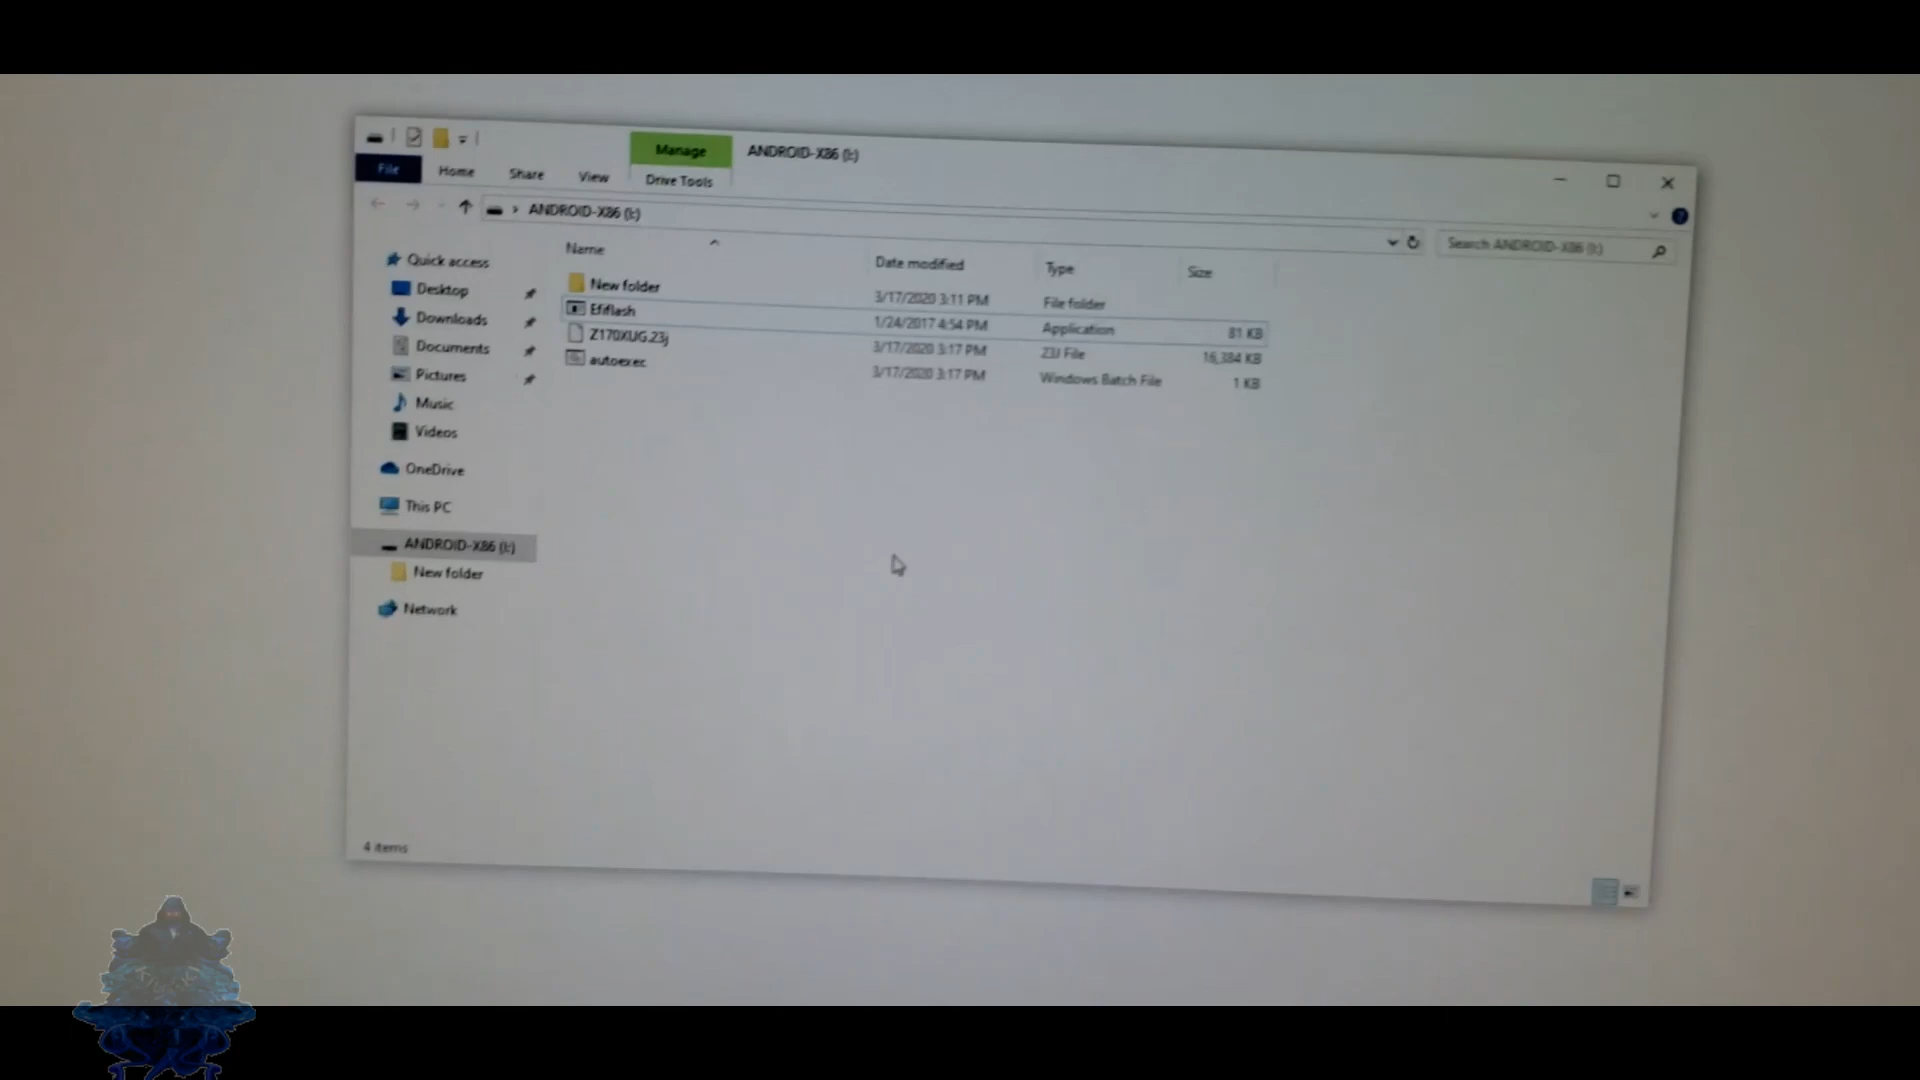 Manage ANDROID-X86 (I:)
File Home Share View Drive Tools
ANDROID-X86 (I:) Search ANDROID-X86 (I:)
Name Date modified Type Size
New folder 3/17/2020 3:11 PM File folder
Efiflash 1/24/2017 4:54 PM Application 81 KB
Z170XUG.23j 3/17/2020 3:17 PM 23J File 16,384 KB
autoexec 3/17/2020 3:17 PM Windows Batch File 1 KB
Quick access
Desktop
Downloads
Documents
Pictures
Music
Videos
OneDrive
This PC
ANDROID-X86 (I:)
New folder
Network
4 items